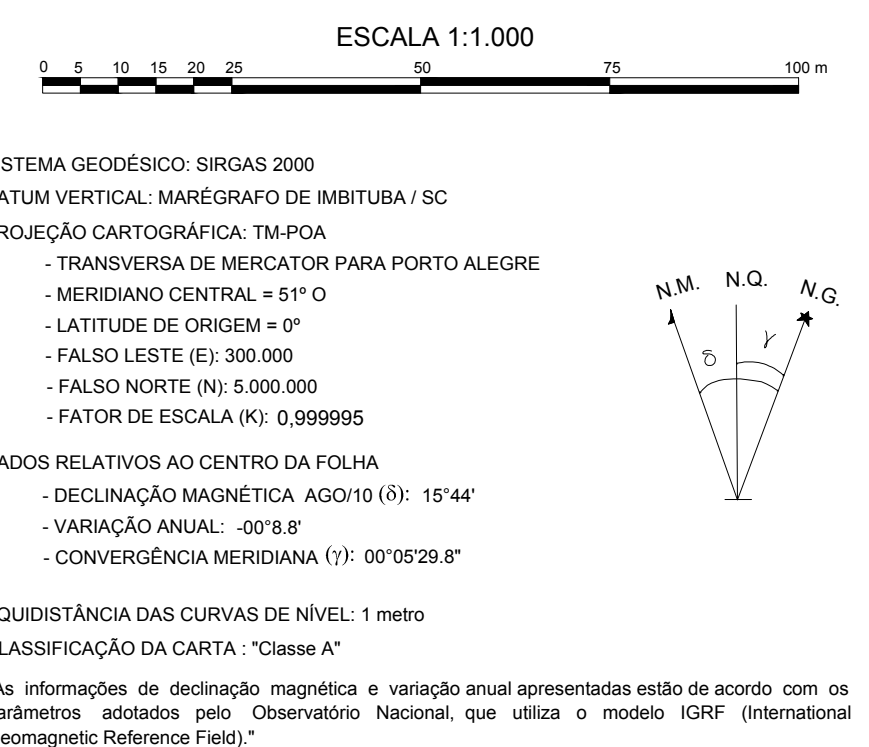 ESCALA 1:1.000
0 5 10 15 20 25 50 75 100 m
ISTEMA GEODÉSICO: SIRGAS 2000
ATUM VERTICAL: MARÉGRAFO DE IMBITUBA / SC
ROJEÇÃO CARTOGRÁFICA: TM-POA
- TRANSVERSA DE MERCATOR PARA PORTO ALEGRE
- MERIDIANO CENTRAL = 51º O
- LATITUDE DE ORIGEM = 0º
- FALSO LESTE (E): 300.000
- FALSO NORTE (N): 5.000.000
- FATOR DE ESCALA (K): 0,999995
N.M. N.Q. N.G.
δ γ
ADOS RELATIVOS AO CENTRO DA FOLHA
- DECLINAÇÃO MAGNÉTICA AGO/10 (δ): 15°44'
- VARIAÇÃO ANUAL: -00°8.8'
- CONVERGÊNCIA MERIDIANA (γ): 00°05'29.8"
QUIDISTÂNCIA DAS CURVAS DE NÍVEL: 1 metro
LASSIFICAÇÃO DA CARTA : "Classe A"
As informações de declinação magnética e variação anual apresentadas estão de acordo com os
arâmetros adotados pelo Observatório Nacional, que utiliza o modelo IGRF (International
eomagnetic Reference Field)."